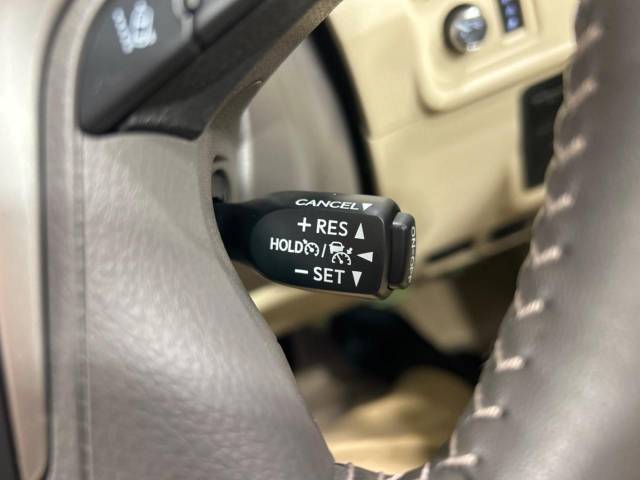 CANCEL▼
+ RES ▲
HOLD / ◀
− SET ▼
ON-OFF